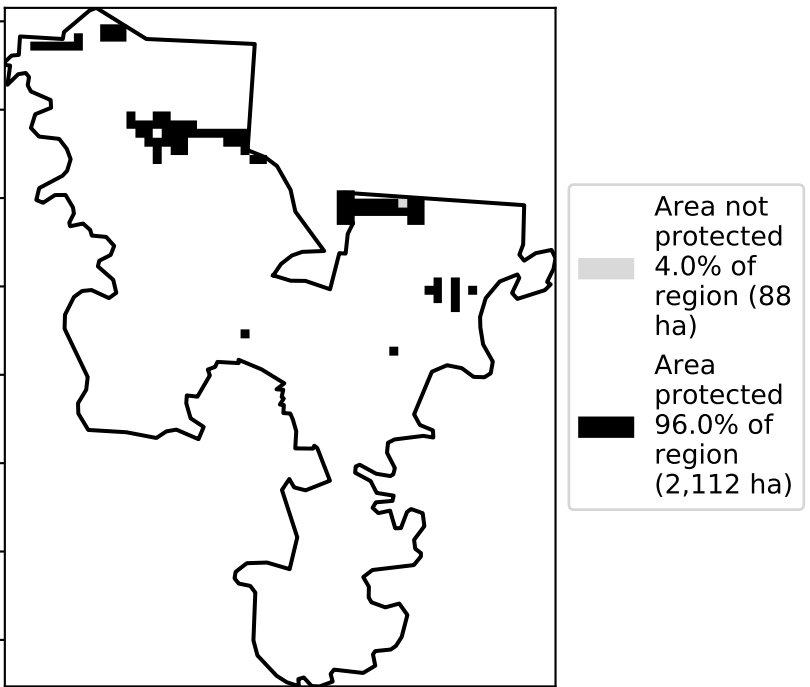 Area not
protected
4.0% of
region (88
ha)
Area
protected
96.0% of
region
(2,112 ha)